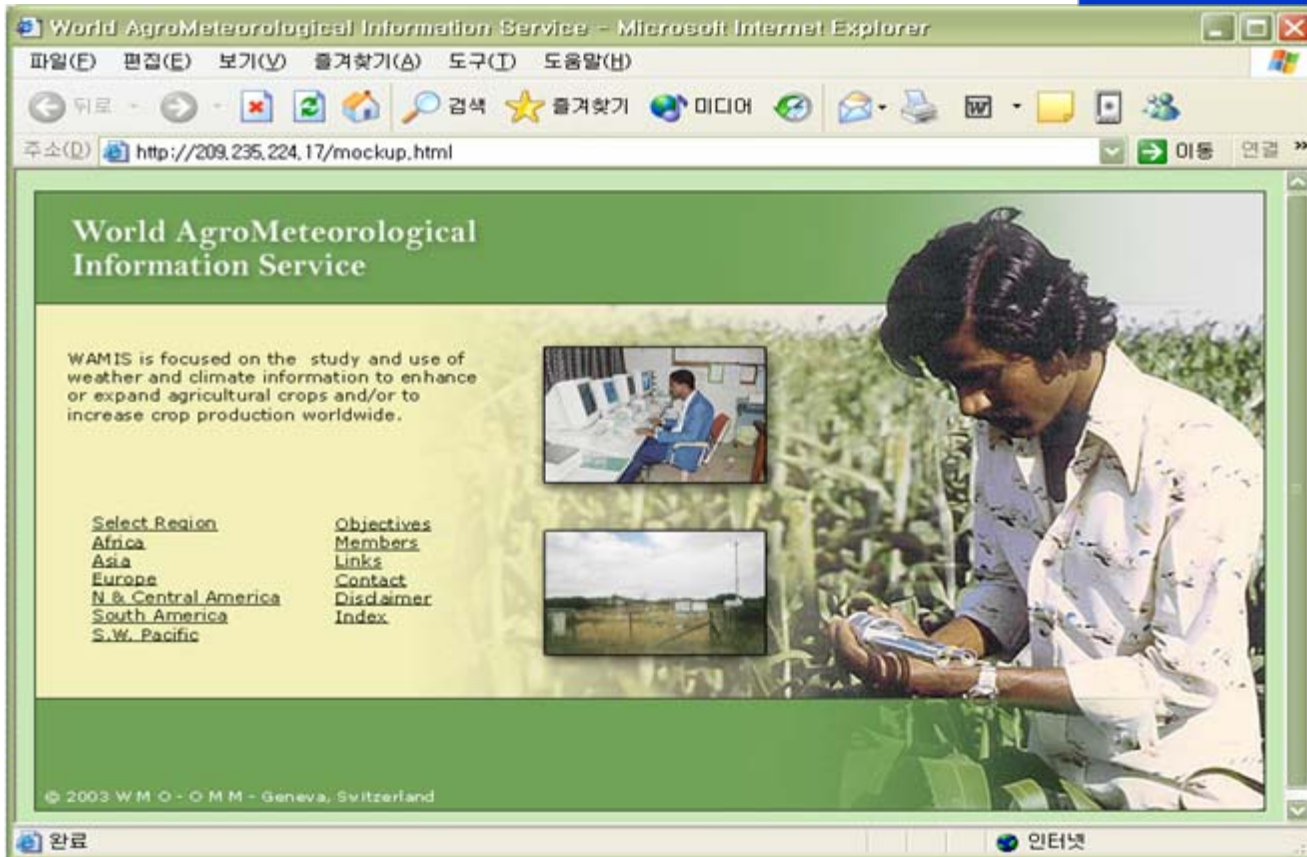 World AgroMeteorological Information Service - Microsoft Internet Explorer
파일(F) 편집(E) 보기(V) 즐겨찾기(A) 도구(T) 도움말(H)
뒤로 검색 즐겨찾기 미디어
주소(D) http://209.235.224.17/mockup.html 이동 연결 »
World AgroMeteorological
Information Service
WAMIS is focused on the study and use of
weather and climate information to enhance
or expand agricultural crops and/or to
increase crop production worldwide.
Select Region
Africa
Asia
Europe
N & Central America
South America
S.W. Pacific
Objectives
Members
Links
Contact
Disclaimer
Index
© 2003 W M O - O M M - Geneva, Switzerland
완료 인터넷